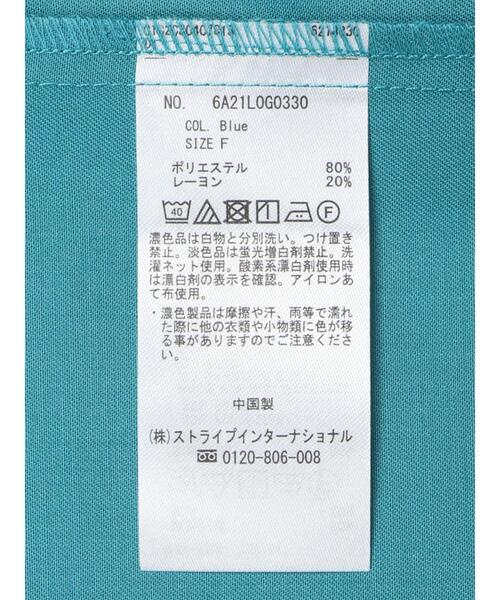 NO. 6A21L0G0330
COL. Blue
SIZE F
ポリエステル 80%
レーヨン 20%
40
F
濃色品は白物と分別洗い。つけ置き
禁止。淡色品は蛍光増白剤禁止。洗
濯ネット使用。酸素系漂白剤使用時
は漂白剤の表示を確認。アイロンあ
て布使用。
・濃色製品は摩擦や汗、雨等で濡れ
た際に他の衣類や小物類に色が移
る事がありますのでご注意くださ
い。
中国製
(株)ストライプインターナショナル
0120-806-008